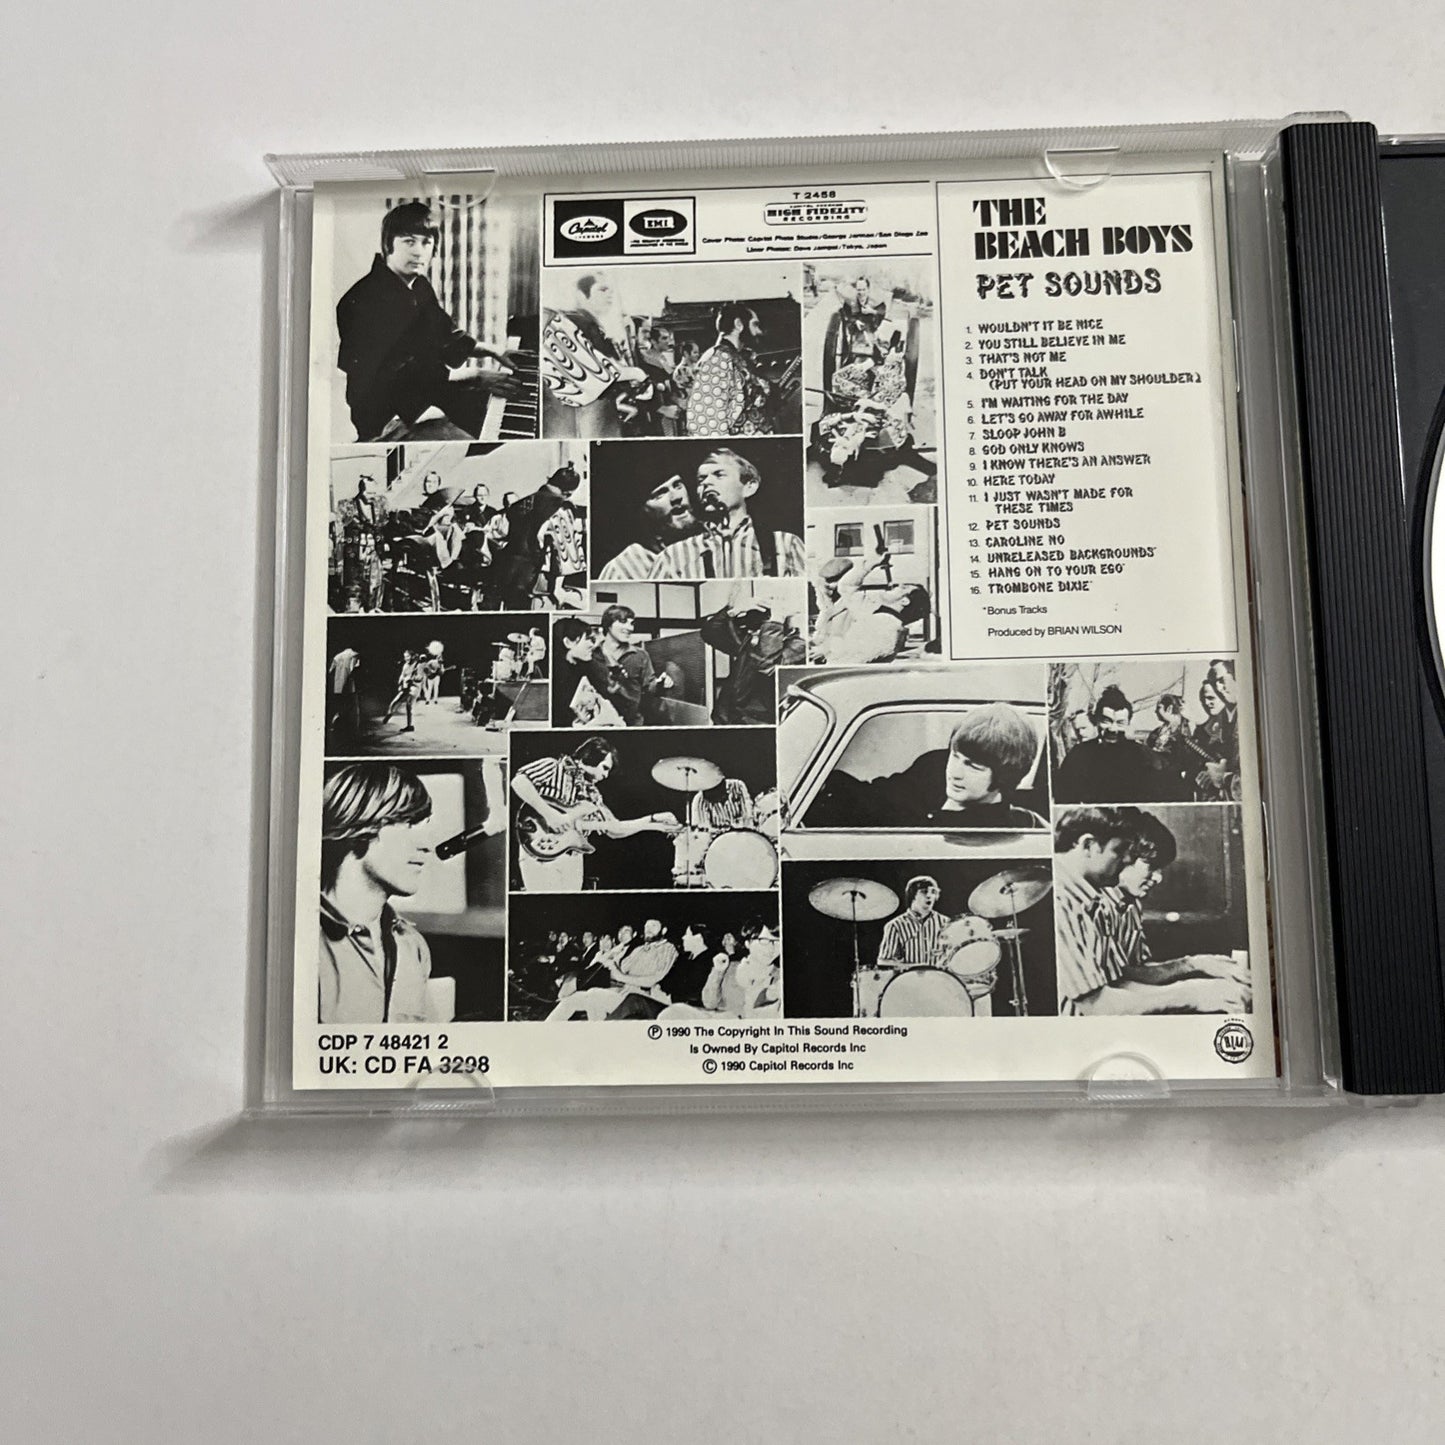 T 2458
Capitol
RECORDS
EMI
HIGH FIDELITY
RECORDING
Cover Photo: Capitol Photo Studio/George Jerman/San Diego Zoo
Liner Photos: Dave Jampol/Tokyo, Japan
THE
BEACH BOYS
PET SOUNDS
1. WOULDN'T IT BE NICE
2. YOU STILL BELIEVE IN ME
3. THAT'S NOT ME
4. DON'T TALK
(PUT YOUR HEAD ON MY SHOULDER)
5. I'M WAITING FOR THE DAY
6. LET'S GO AWAY FOR AWHILE
7. SLOOP JOHN B
8. GOD ONLY KNOWS
9. I KNOW THERE'S AN ANSWER
10. HERE TODAY
11. I JUST WASN'T MADE FOR
THESE TIMES
12. PET SOUNDS
13. CAROLINE NO
14. UNRELEASED BACKGROUNDS*
15. HANG ON TO YOUR EGO*
16. TROMBONE DIXIE*
*Bonus Tracks
Produced by BRIAN WILSON
CDP 7 48421 2
UK: CD FA 3298
Ⓟ 1990 The Copyright In This Sound Recording
Is Owned By Capitol Records Inc
© 1990 Capitol Records Inc